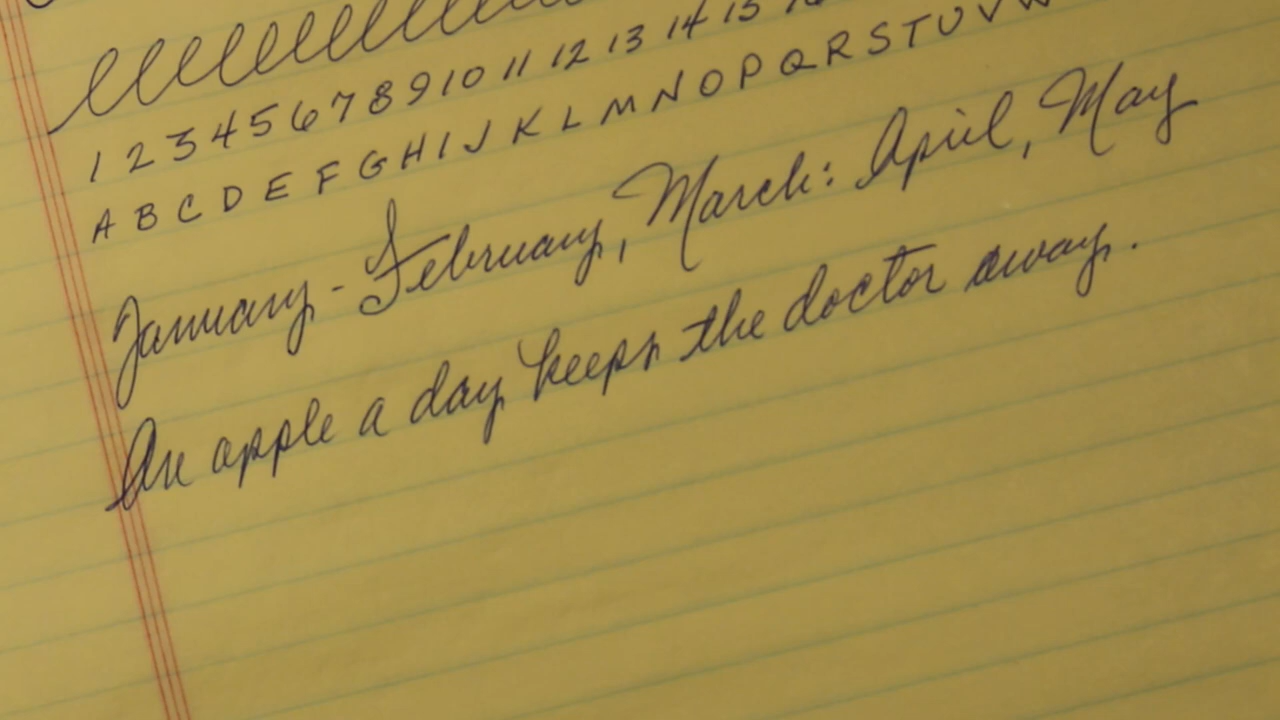 1 2 3 4 5 6 7 8 9 10 11 12 13 14 15
A B C D E F G H I J K L M N O P Q R S T U V W
January - February, March: April, May
An apple a day keeps the doctor away.